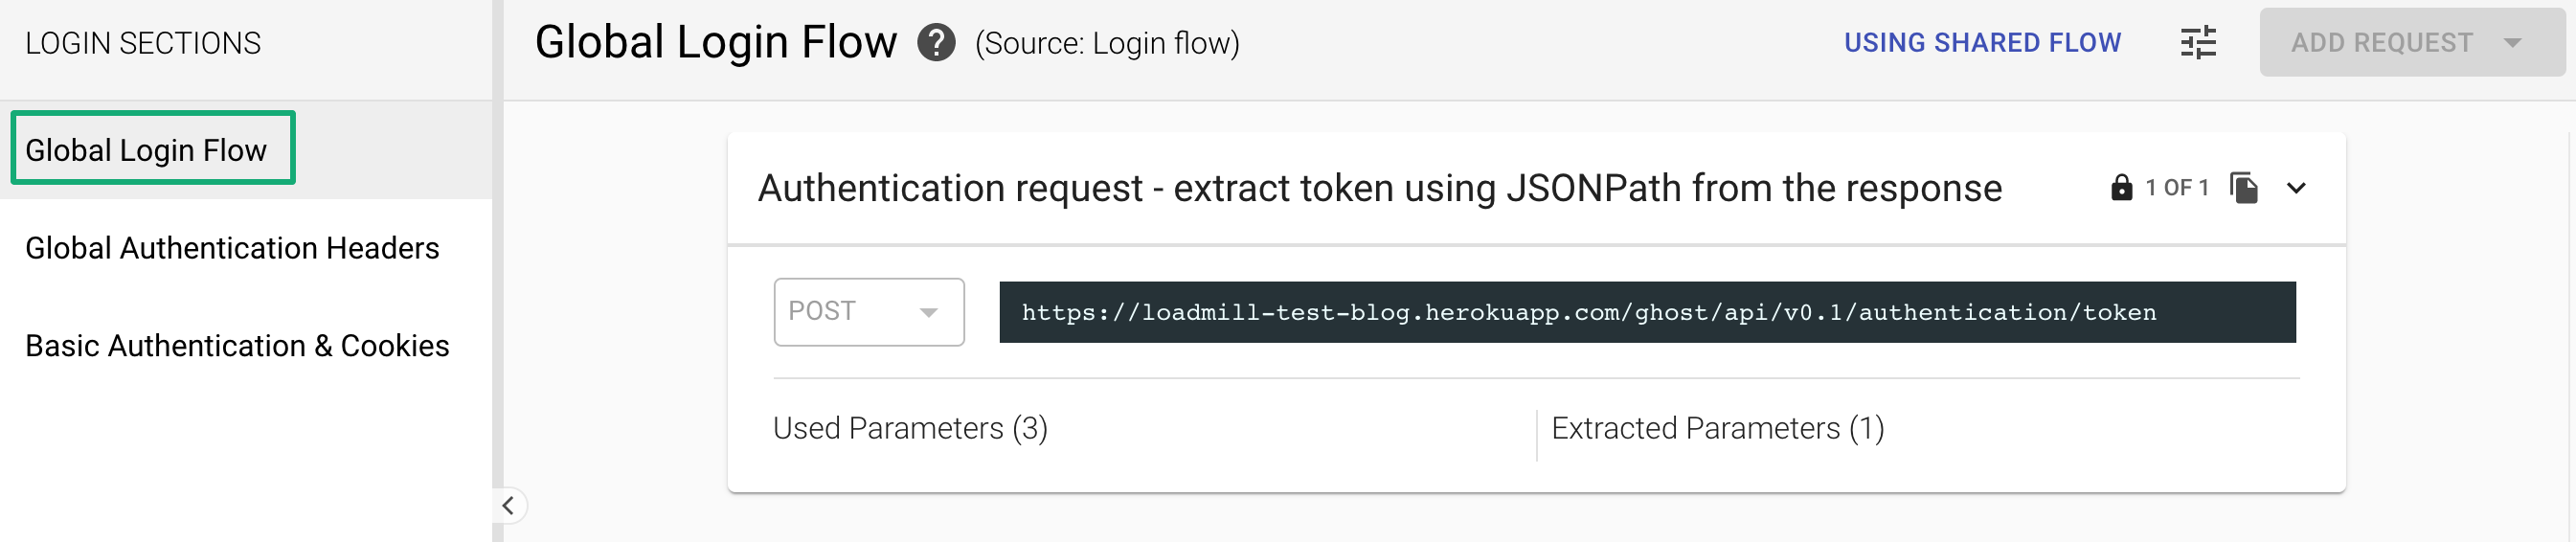 LOGIN SECTIONS
Global Login Flow
Global Authentication Headers
Basic Authentication & Cookies
Global Login Flow ? (Source: Login flow)
USING SHARED FLOW
ADD REQUEST
Authentication request - extract token using JSONPath from the response
1 OF 1
POST
https://loadmill-test-blog.herokuapp.com/ghost/api/v0.1/authentication/token
Used Parameters (3)
Extracted Parameters (1)